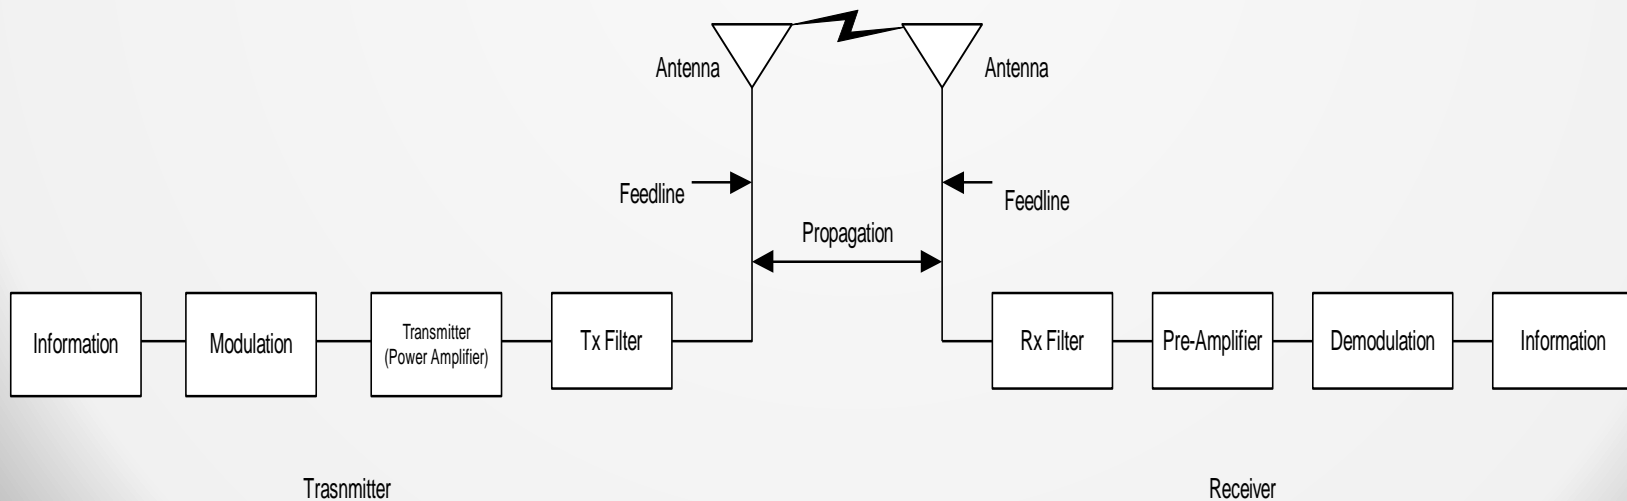 Antenna
Antenna
Feedline
Feedline
Propagation
Information
Modulation
Transmitter
(Power Amplifier)
Tx Filter
Rx Filter
Pre-Amplifier
Demodulation
Information
Trasnmitter
Receiver